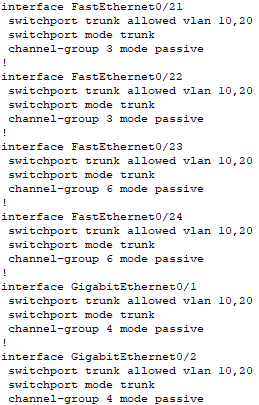 interface FastEthernet0/21
switchport trunk allowed vlan 10,20
switchport mode trunk
channel-group 3 mode passive
!
interface FastEthernet0/22
switchport trunk allowed vlan 10,20
switchport mode trunk
channel-group 3 mode passive
!
interface FastEthernet0/23
switchport trunk allowed vlan 10,20
switchport mode trunk
channel-group 6 mode passive
!
interface FastEthernet0/24
switchport trunk allowed vlan 10,20
switchport mode trunk
channel-group 6 mode passive
!
interface GigabitEthernet0/1
switchport trunk allowed vlan 10,20
switchport mode trunk
channel-group 4 mode passive
!
interface GigabitEthernet0/2
switchport trunk allowed vlan 10,20
switchport mode trunk
channel-group 4 mode passive